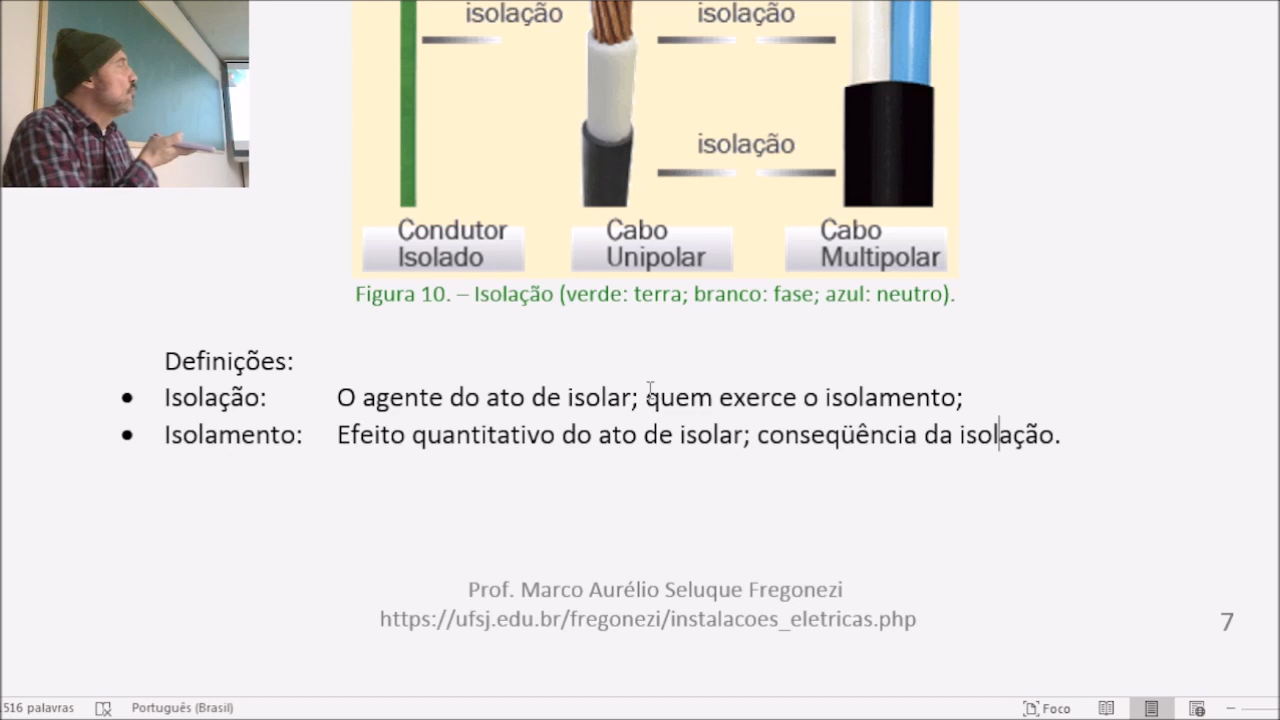 isolação isolação
isolação
Condutor Cabo Cabo
Isolado Unipolar Multipolar
Figura 10. – Isolação (verde: terra; branco: fase; azul: neutro).
Definições:
• Isolação: O agente do ato de isolar; quem exerce o isolamento;
• Isolamento: Efeito quantitativo do ato de isolar; conseqüência da isolação.
Prof. Marco Aurélio Seluque Fregonezi
https://ufsj.edu.br/fregonezi/instalacoes_eletricas.php
7
516 palavras Português (Brasil) Foco